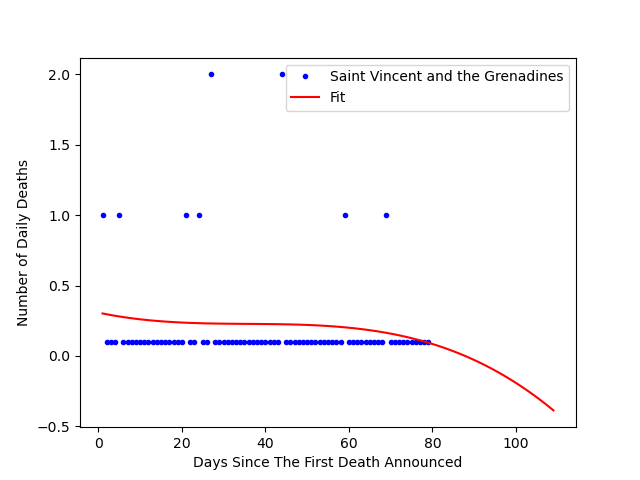 2.0
1.5
1.0
0.5
0.0
−0.5
0 20 40 60 80 100
Number of Daily Deaths
Days Since The First Death Announced
Saint Vincent and the Grenadines
Fit